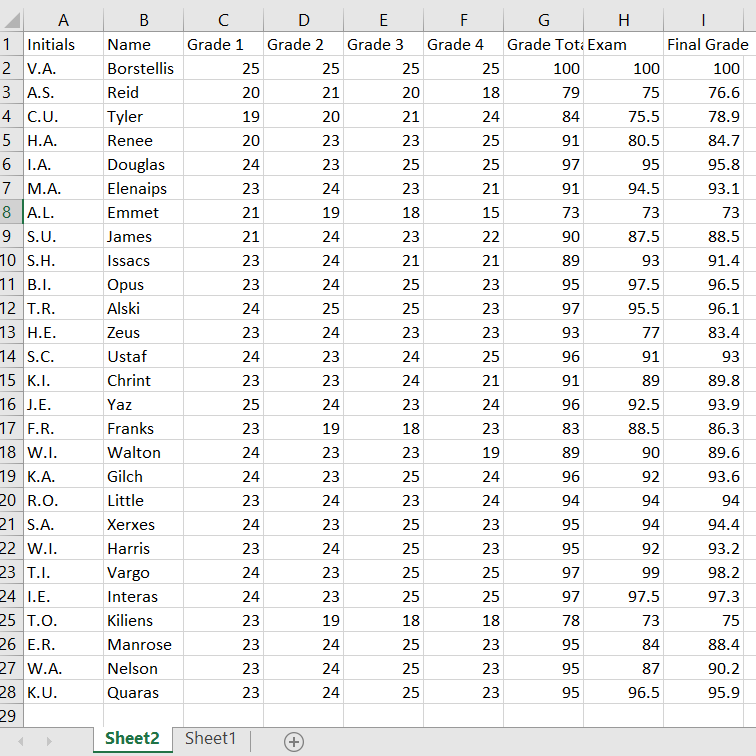 A B C D E F G H I
1 Initials Name Grade 1 Grade 2 Grade 3 Grade 4 Grade Tota Exam Final Grade
2 V.A. Borstellis 25 25 25 25 100 100 100
3 A.S. Reid 20 21 20 18 79 75 76.6
4 C.U. Tyler 19 20 21 24 84 75.5 78.9
5 H.A. Renee 20 23 23 25 91 80.5 84.7
6 I.A. Douglas 24 23 25 25 97 95 95.8
7 M.A. Elenaips 23 24 23 21 91 94.5 93.1
8 A.L. Emmet 21 19 18 15 73 73 73
9 S.U. James 21 24 23 22 90 87.5 88.5
10 S.H. Issacs 23 24 21 21 89 93 91.4
11 B.I. Opus 23 24 25 23 95 97.5 96.5
12 T.R. Alski 24 25 25 23 97 95.5 96.1
13 H.E. Zeus 23 24 23 23 93 77 83.4
14 S.C. Ustaf 24 23 24 25 96 91 93
15 K.I. Chrint 23 23 24 21 91 89 89.8
16 J.E. Yaz 25 24 23 24 96 92.5 93.9
17 F.R. Franks 23 19 18 23 83 88.5 86.3
18 W.I. Walton 24 23 23 19 89 90 89.6
19 K.A. Gilch 24 23 25 24 96 92 93.6
20 R.O. Little 23 24 23 24 94 94 94
21 S.A. Xerxes 24 23 25 23 95 94 94.4
22 W.I. Harris 23 24 25 23 95 92 93.2
23 T.I. Vargo 24 23 25 25 97 99 98.2
24 I.E. Interas 24 23 25 25 97 97.5 97.3
25 T.O. Kiliens 23 19 18 18 78 73 75
26 E.R. Manrose 23 24 25 23 95 84 88.4
27 W.A. Nelson 23 24 25 23 95 87 90.2
28 K.U. Quaras 23 24 25 23 95 96.5 95.9
29
Sheet2 Sheet1